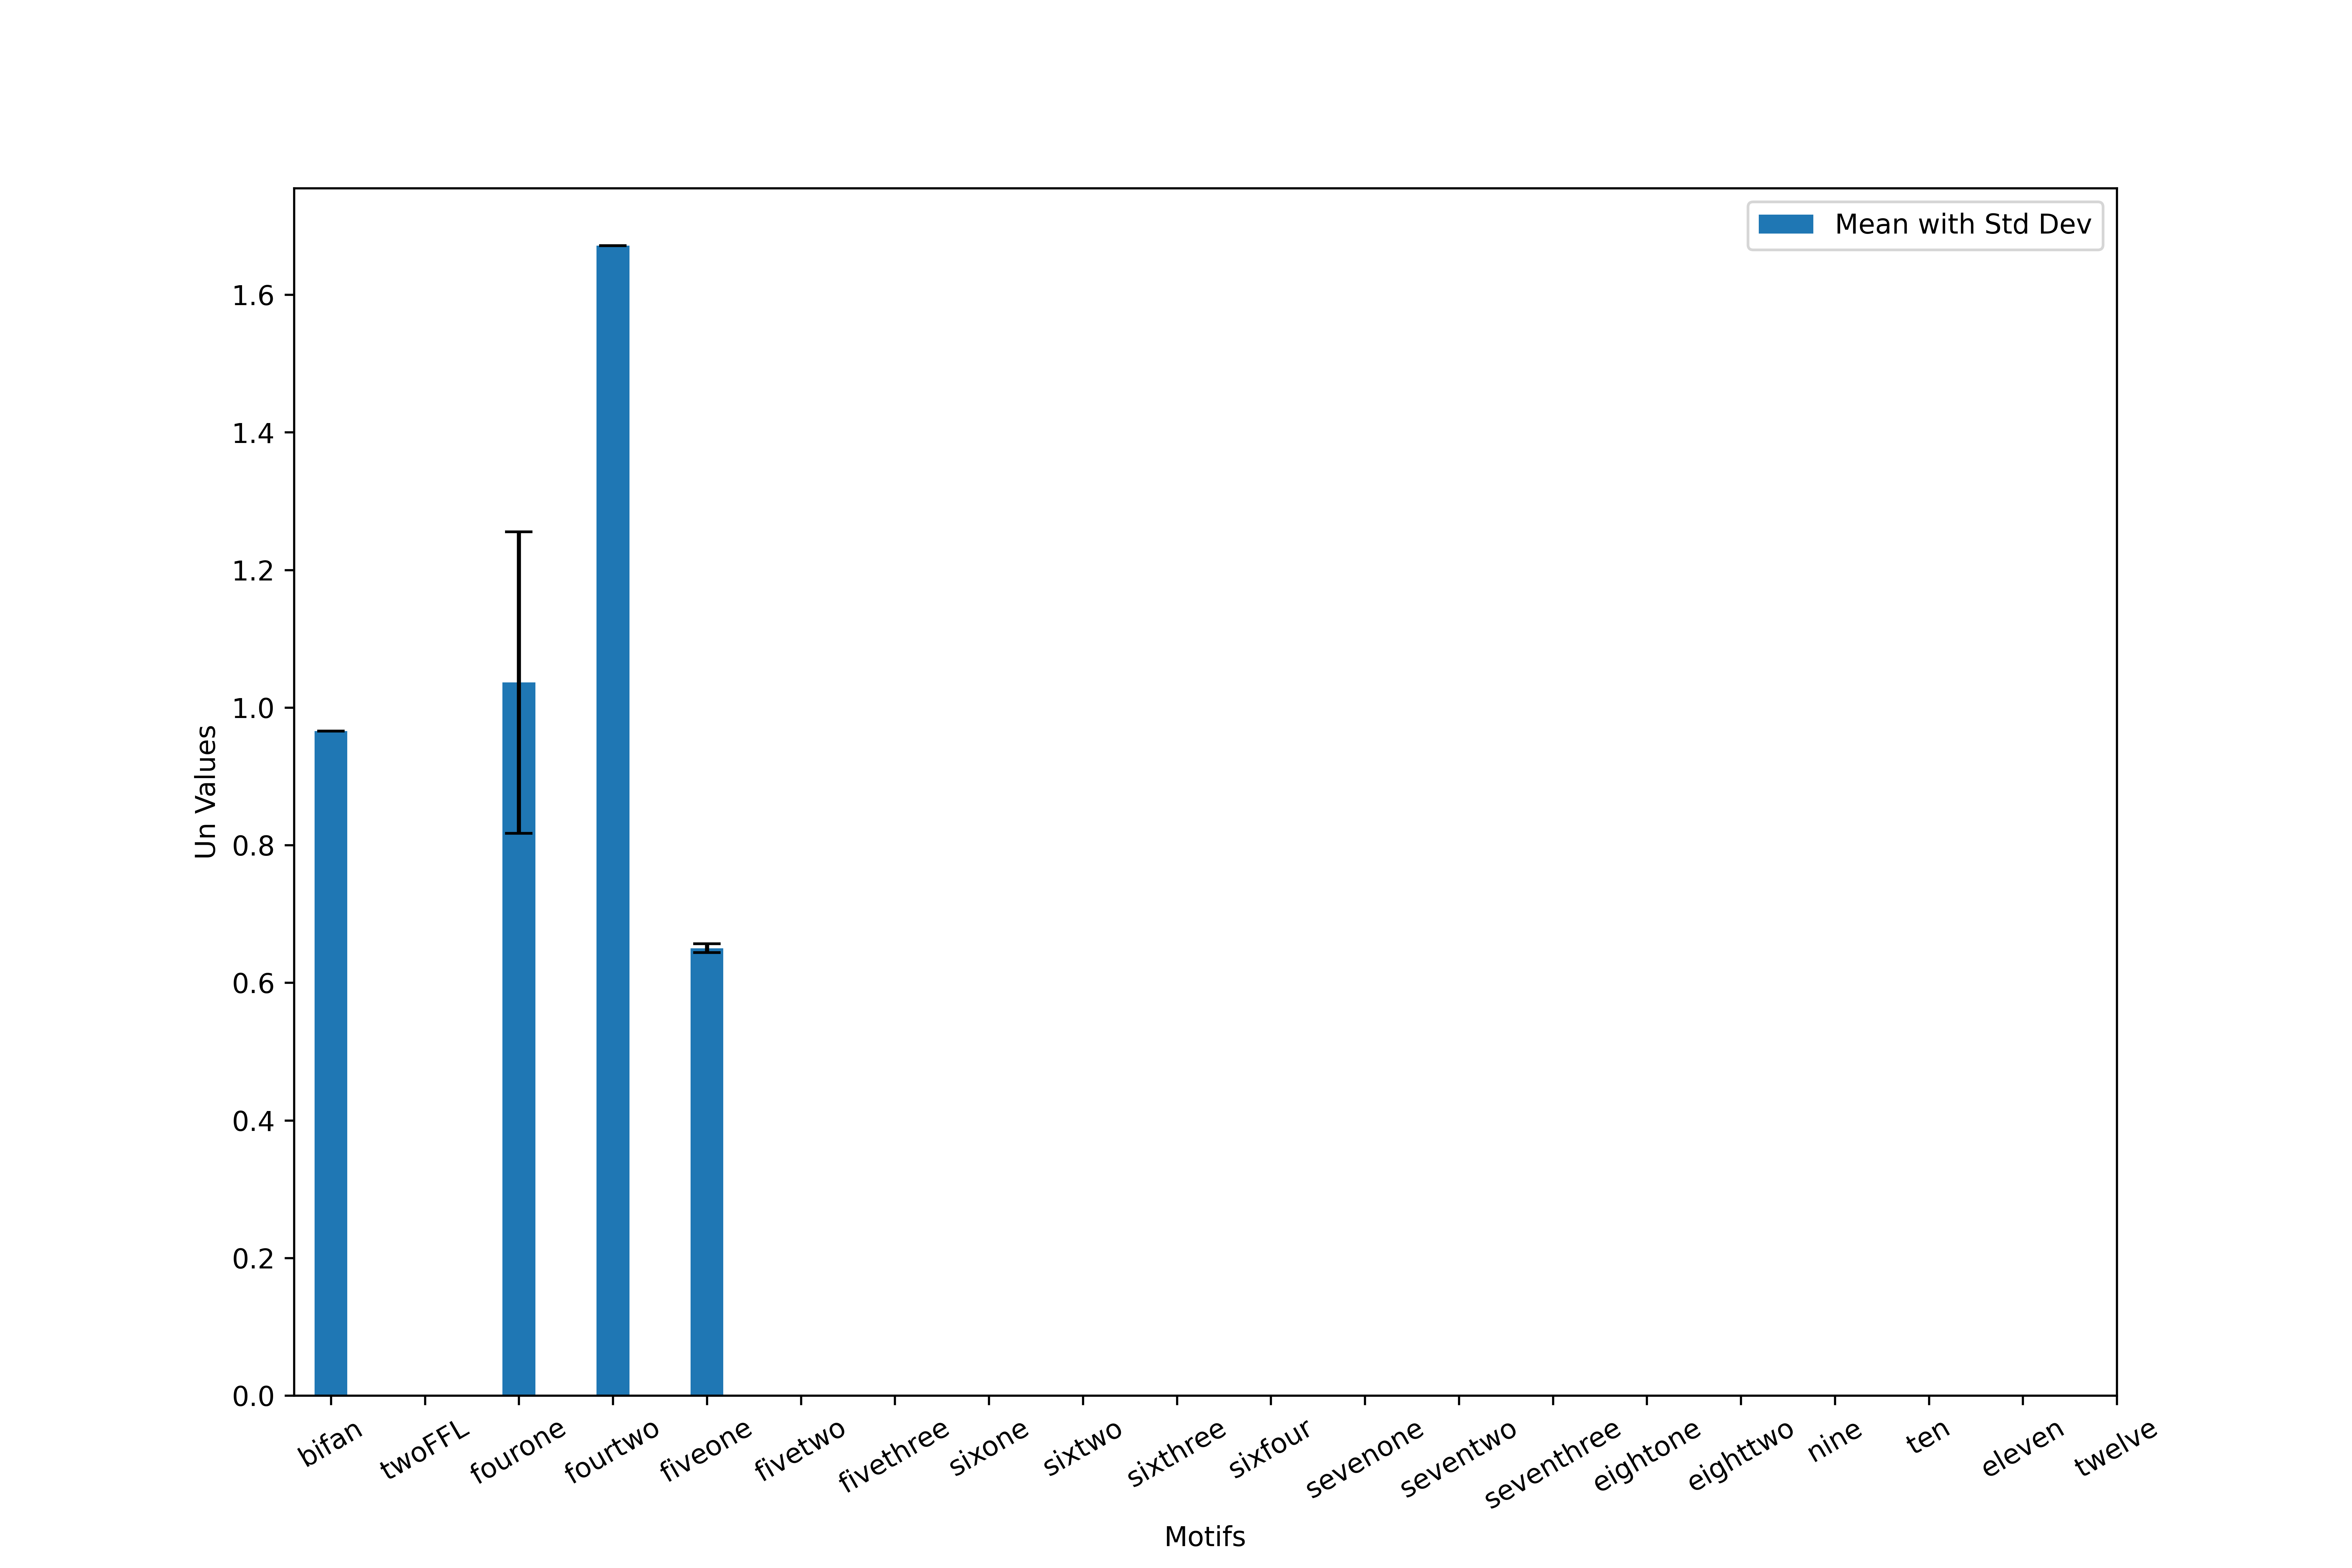 Mean with Std Dev
1.6
1.4
1.2
1.0
0.8
0.6
0.4
0.2
0.0
Un Values
bifan
twoFFL
fourone
fourtwo
fiveone
fivetwo
fivethree
sixone
sixtwo
sixthree
sixfour
sevenone
seventwo
seventhree
eightone
eighttwo
nine
ten
eleven
twelve
Motifs